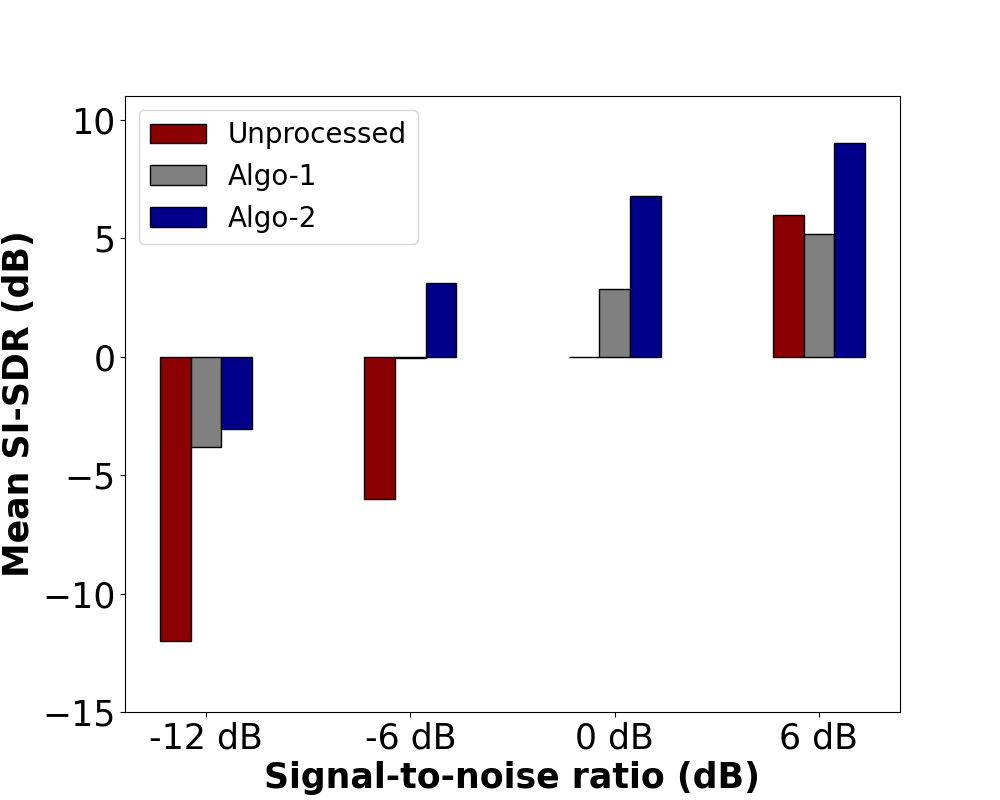 Unprocessed
Algo-1
Algo-2
10
5
0
−5
−10
−15
Mean SI-SDR (dB)
-12 dB
-6 dB
0 dB
6 dB
Signal-to-noise ratio (dB)